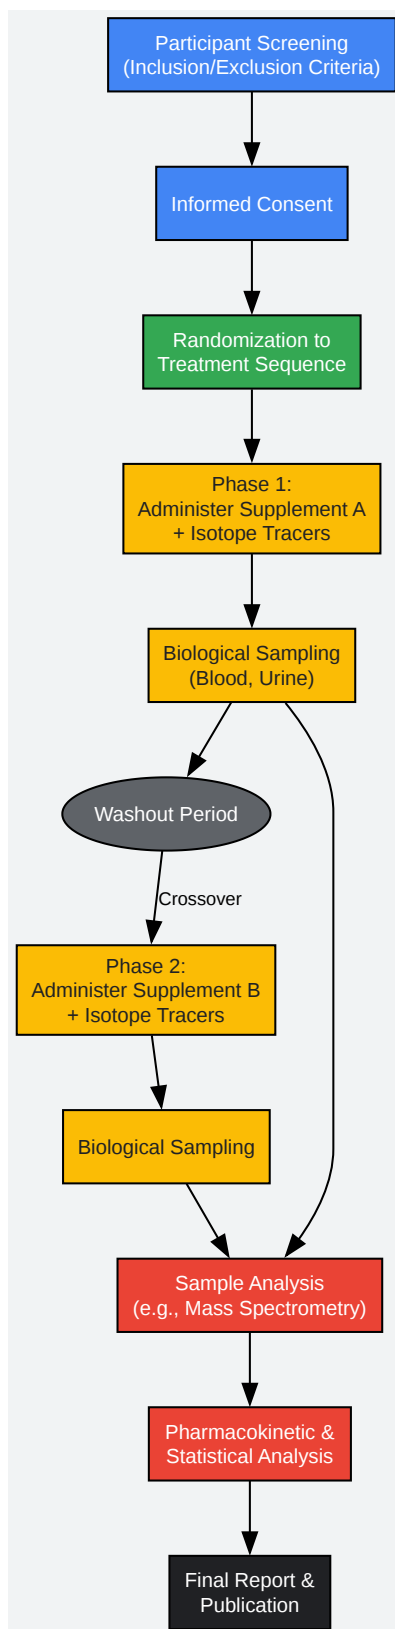 Participant Screening
(Inclusion/Exclusion Criteria)
Informed Consent
Randomization to
Treatment Sequence
Phase 1:
Administer Supplement A
+ Isotope Tracers
Biological Sampling
(Blood, Urine)
Washout Period
Crossover
Phase 2:
Administer Supplement B
+ Isotope Tracers
Biological Sampling
Sample Analysis
(e.g., Mass Spectrometry)
Pharmacokinetic &
Statistical Analysis
Final Report &
Publication